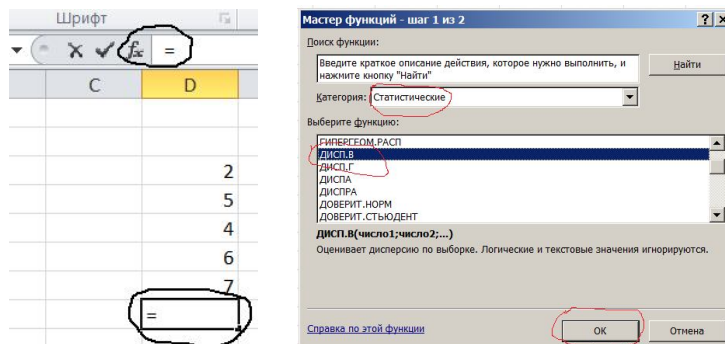 Шрифт
fx =
C D
2
5
4
6
7
=
Мастер функций - шаг 1 из 2
Поиск функции:
Введите краткое описание действия, которое нужно выполнить, и
нажмите кнопку "Найти"
Найти
Категория: Статистические
Выберите функцию:
ГИПЕРГЕОМ.РАСП
ДИСП.В
ДИСП.Г
ДИСПА
ДИСПРА
ДОВЕРИТ.НОРМ
ДОВЕРИТ.СТЬЮДЕНТ
ДИСП.В(число1;число2;...)
Оценивает дисперсию по выборке. Логические и текстовые значения игнорируются.
Справка по этой функции
ОК
Отмена